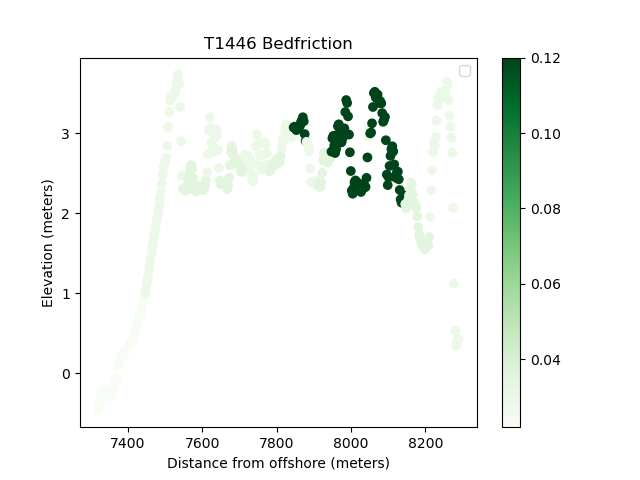 T1446 Bedfriction
0.12
0.10
0.08
0.06
0.04
3
2
1
0
Elevation (meters)
7400 7600 7800 8000 8200
Distance from offshore (meters)